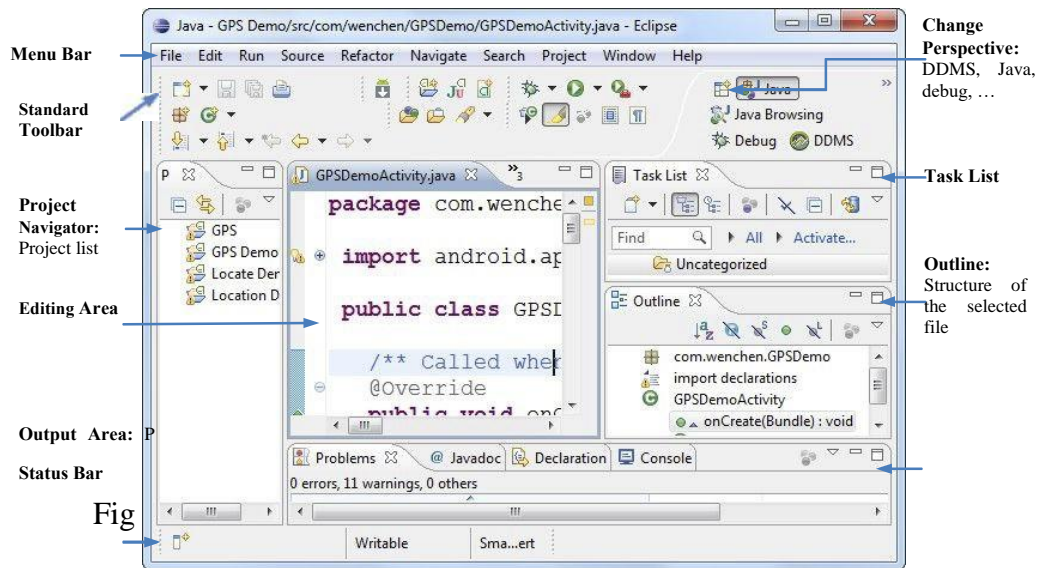 Java - GPS Demo/src/com/wenchen/GPSDemo/GPSDemoActivity.java - Eclipse
Menu Bar
File Edit Run Source Refactor Navigate Search Project Window Help
Change
Perspective:
DDMS, Java,
debug, …
Standard
Toolbar
Java
Java Browsing
Debug DDMS
P
GPSDemoActivity.java
»3
Task List
Task List
Project
Navigator:
Project list
GPS
GPS Demo
Locate Der
Location D
package com.wenche
import android.ap
public class GPSD
/** Called wher
@Override
public void onC
Find All Activate...
Uncategorized
Editing Area
Outline
Outline:
Structure of
the selected
file
com.wenchen.GPSDemo
import declarations
GPSDemoActivity
onCreate(Bundle) : void
Output Area: P
Problems @ Javadoc Declaration Console
0 errors, 11 warnings, 0 others
Status Bar
Fig
Writable Sma...ert